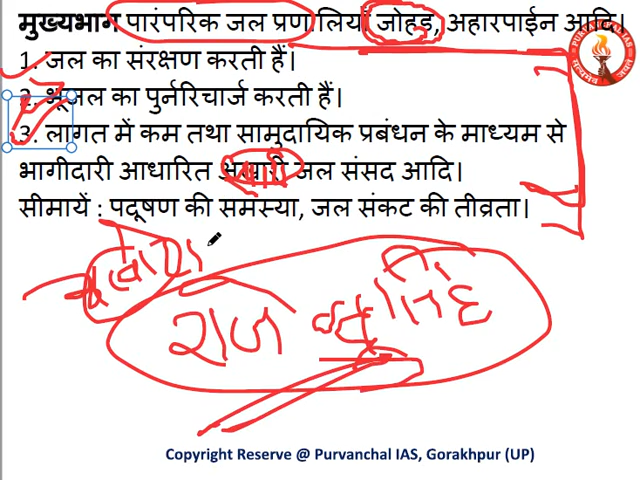 मुख्यभाग पारंपरिक जल प्रणालियाँ जोहड़, अहारपाईन आदि।
1. जल का संरक्षण करती हैं।
2. भूजल का पुर्नरिचार्ज करती हैं।
3. लागत में कम तथा सामुदायिक प्रबंधन के माध्यम से
भागीदारी आधारित जल संसद आदि।
सीमायें : पदूषण की समस्या, जल संकट की तीव्रता।
राज
Copyright Reserve @ Purvanchal IAS, Gorakhpur (UP)